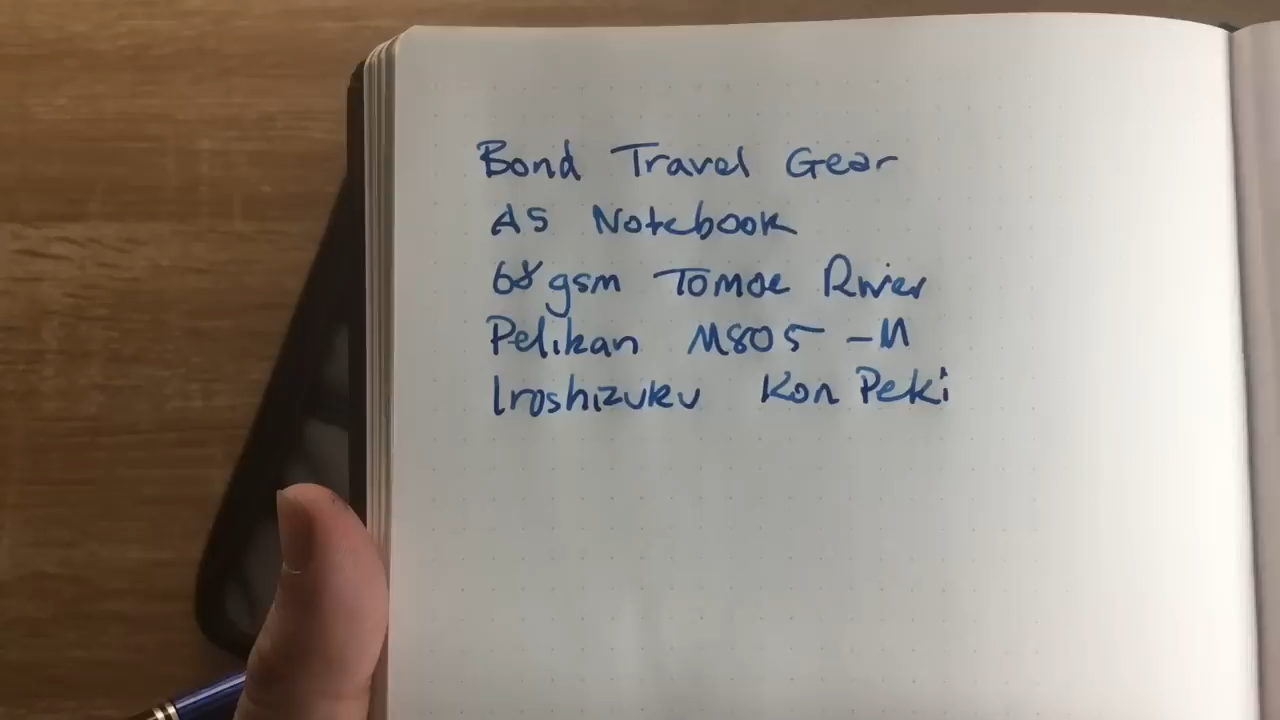 Bond Travel Gear
A5 Notebook
68gsm Tomoe River
Pelikan M805 - M
Iroshizuku Kon Peki